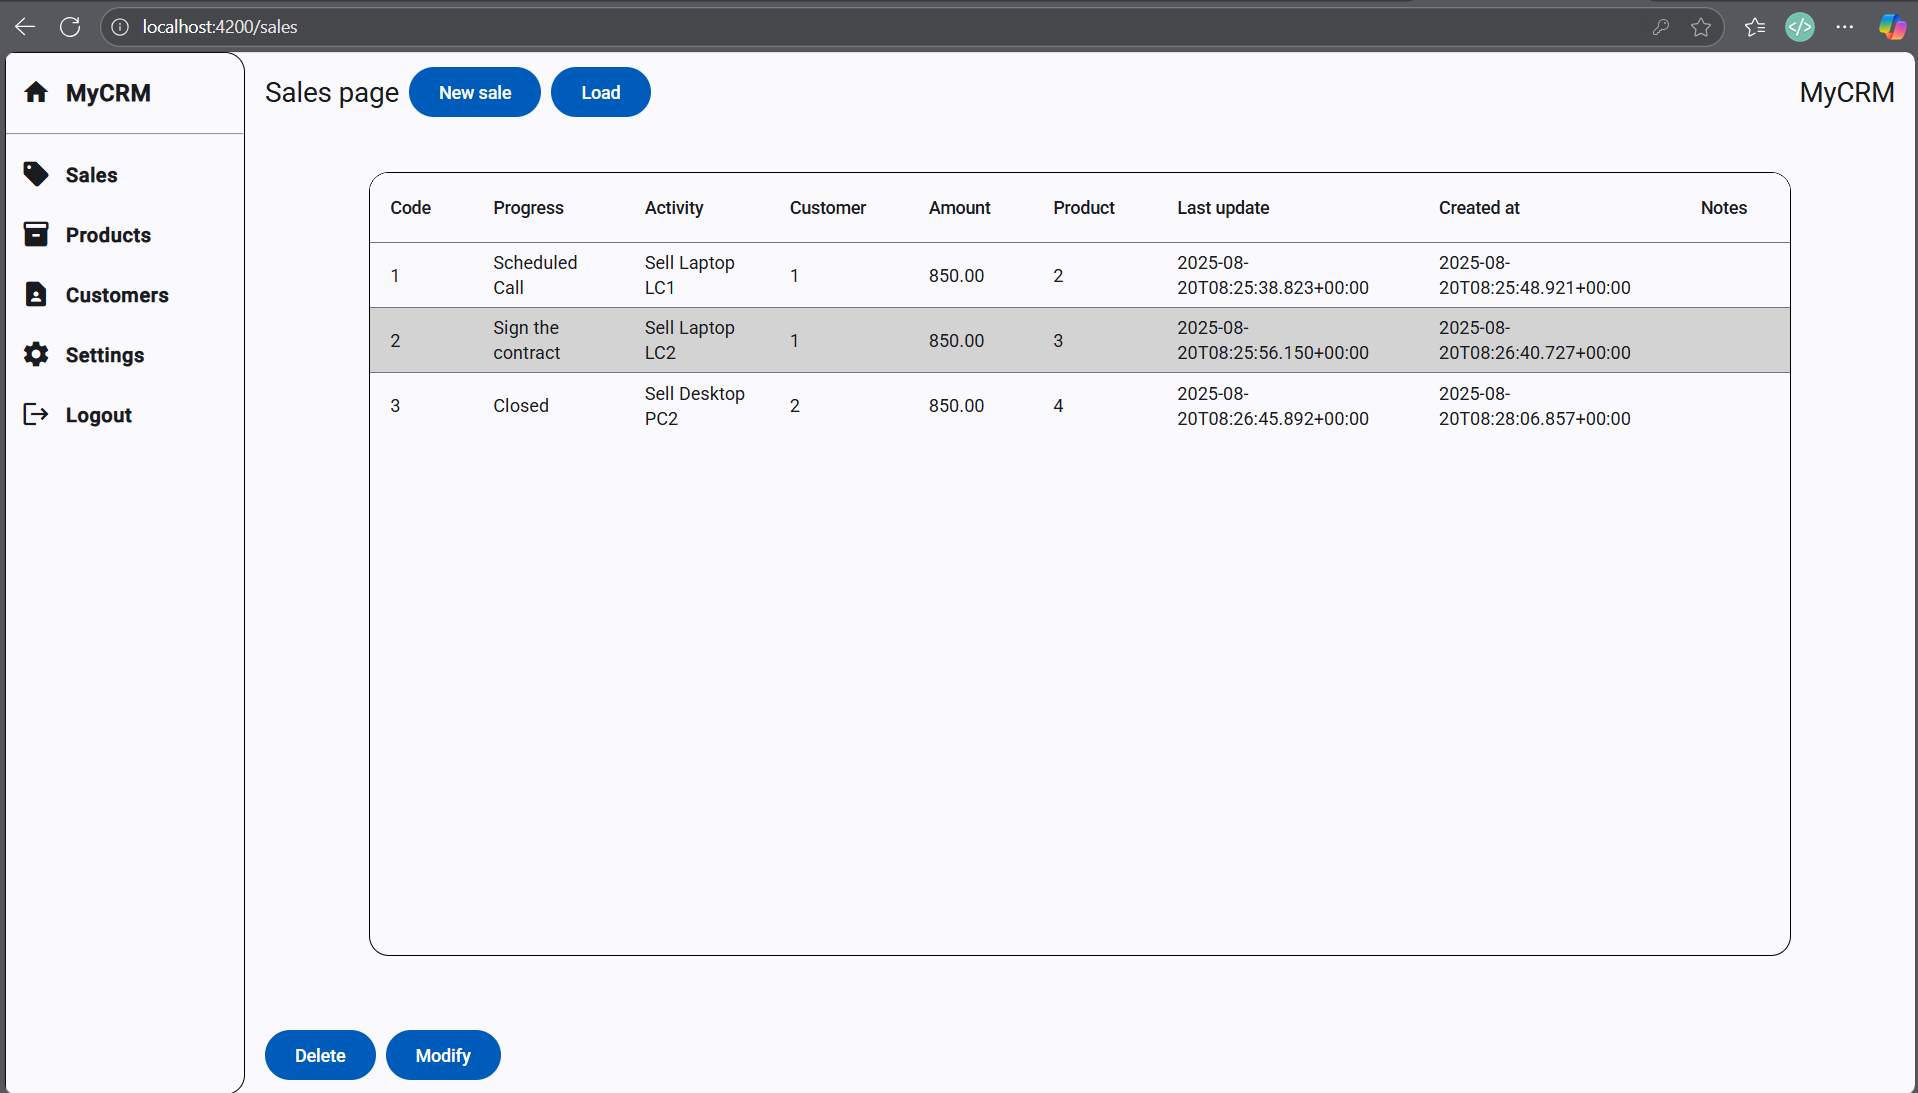 localhost:4200/sales
MyCRM
Sales page New sale Load MyCRM
Sales
Products
Customers
Settings
Logout
Code Progress Activity Customer Amount Product Last update Created at Notes
1 Scheduled Call Sell Laptop LC1 1 850.00 2 2025-08-20T08:25:38.823+00:00 2025-08-20T08:25:48.921+00:00
2 Sign the contract Sell Laptop LC2 1 850.00 3 2025-08-20T08:25:56.150+00:00 2025-08-20T08:26:40.727+00:00
3 Closed Sell Desktop PC2 2 850.00 4 2025-08-20T08:26:45.892+00:00 2025-08-20T08:28:06.857+00:00
Delete Modify